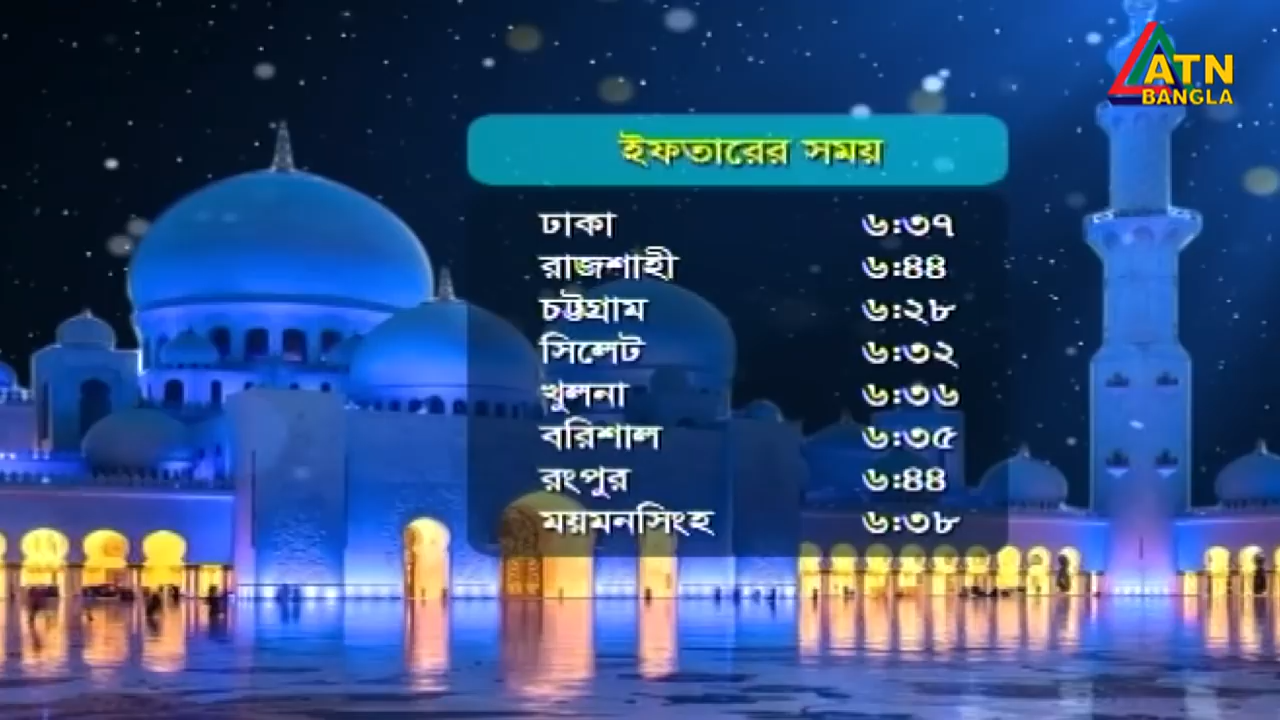 ATN
BANGLA
ইফতারের সময়
ঢাকা ৬:৩৭
রাজশাহী ৬:৪৪
চট্টগ্রাম ৬:২৮
সিলেট ৬:৩২
খুলনা ৬:৩৬
বরিশাল ৬:৩৫
রংপুর ৬:৪৪
ময়মনসিংহ ৬:৩৮